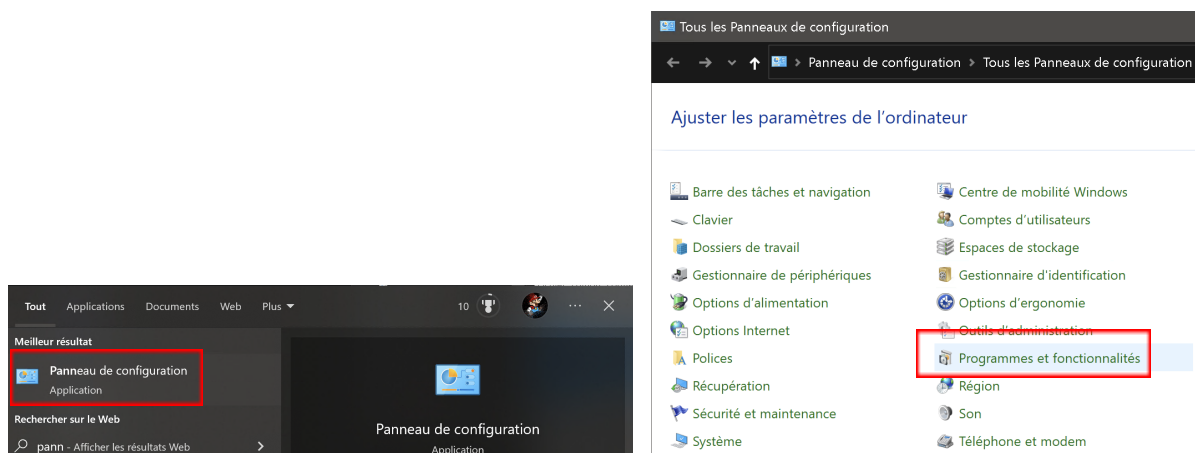 Tout Applications Documents Web Plus 10
Meilleur résultat
Panneau de configuration
Application
Rechercher sur le Web
pann - Afficher les résultats Web
Panneau de configuration
Application
Tous les Panneaux de configuration
Panneau de configuration > Tous les Panneaux de configuration
Ajuster les paramètres de l'ordinateur
Barre des tâches et navigation
Clavier
Dossiers de travail
Gestionnaire de périphériques
Options d'alimentation
Options Internet
Polices
Récupération
Sécurité et maintenance
Système
Centre de mobilité Windows
Comptes d'utilisateurs
Espaces de stockage
Gestionnaire d'identification
Options d'ergonomie
Outils d'administration
Programmes et fonctionnalités
Région
Son
Téléphone et modem